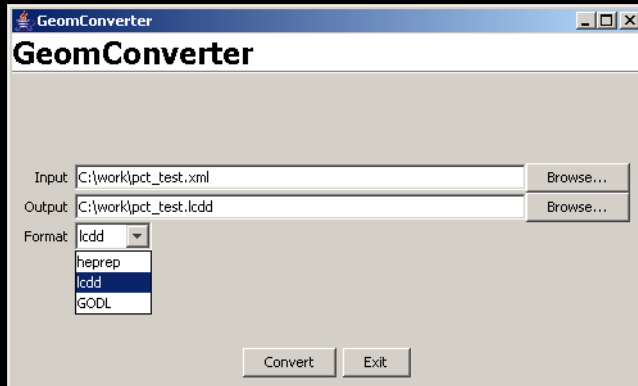 GeomConverter
GeomConverter
Input C:\work\pct_test.xml Browse...
Output C:\work\pct_test.lcdd Browse...
Format lcdd
heprep
lcdd
GODL
Convert Exit